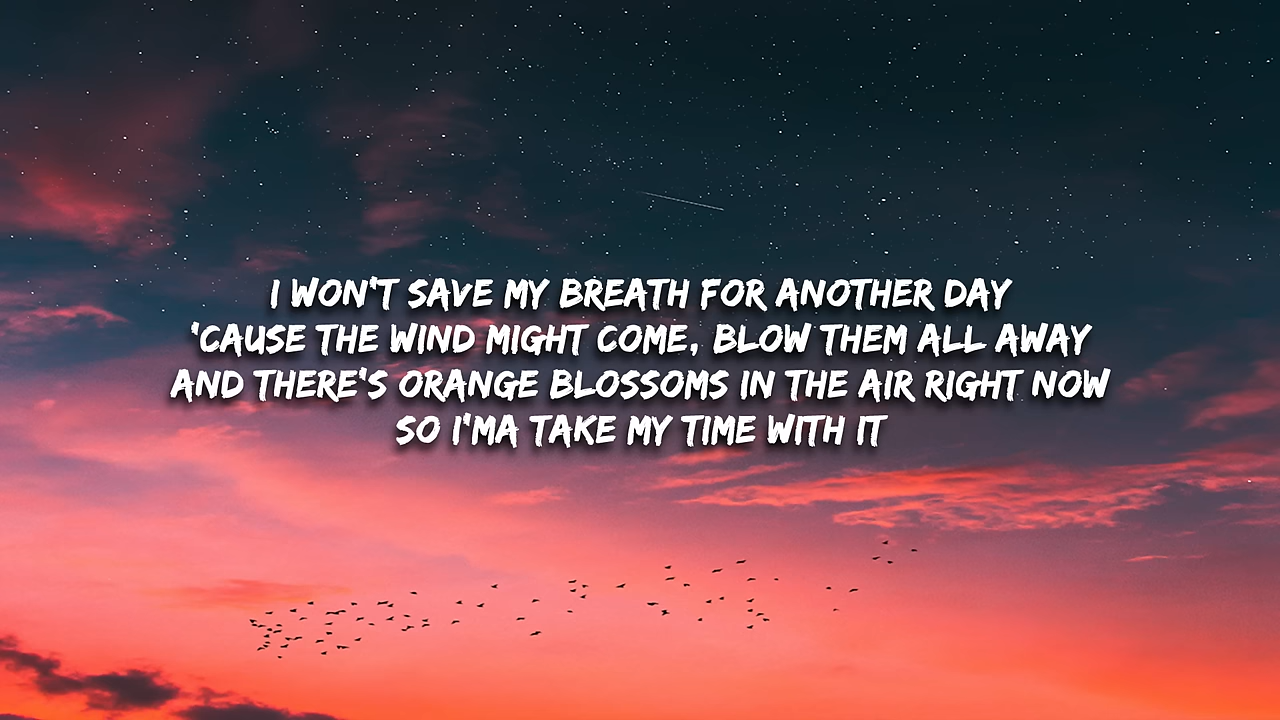 I WON'T SAVE MY BREATH FOR ANOTHER DAY
'CAUSE THE WIND MIGHT COME, BLOW THEM ALL AWAY
AND THERE'S ORANGE BLOSSOMS IN THE AIR RIGHT NOW
SO I'MA TAKE MY TIME WITH IT